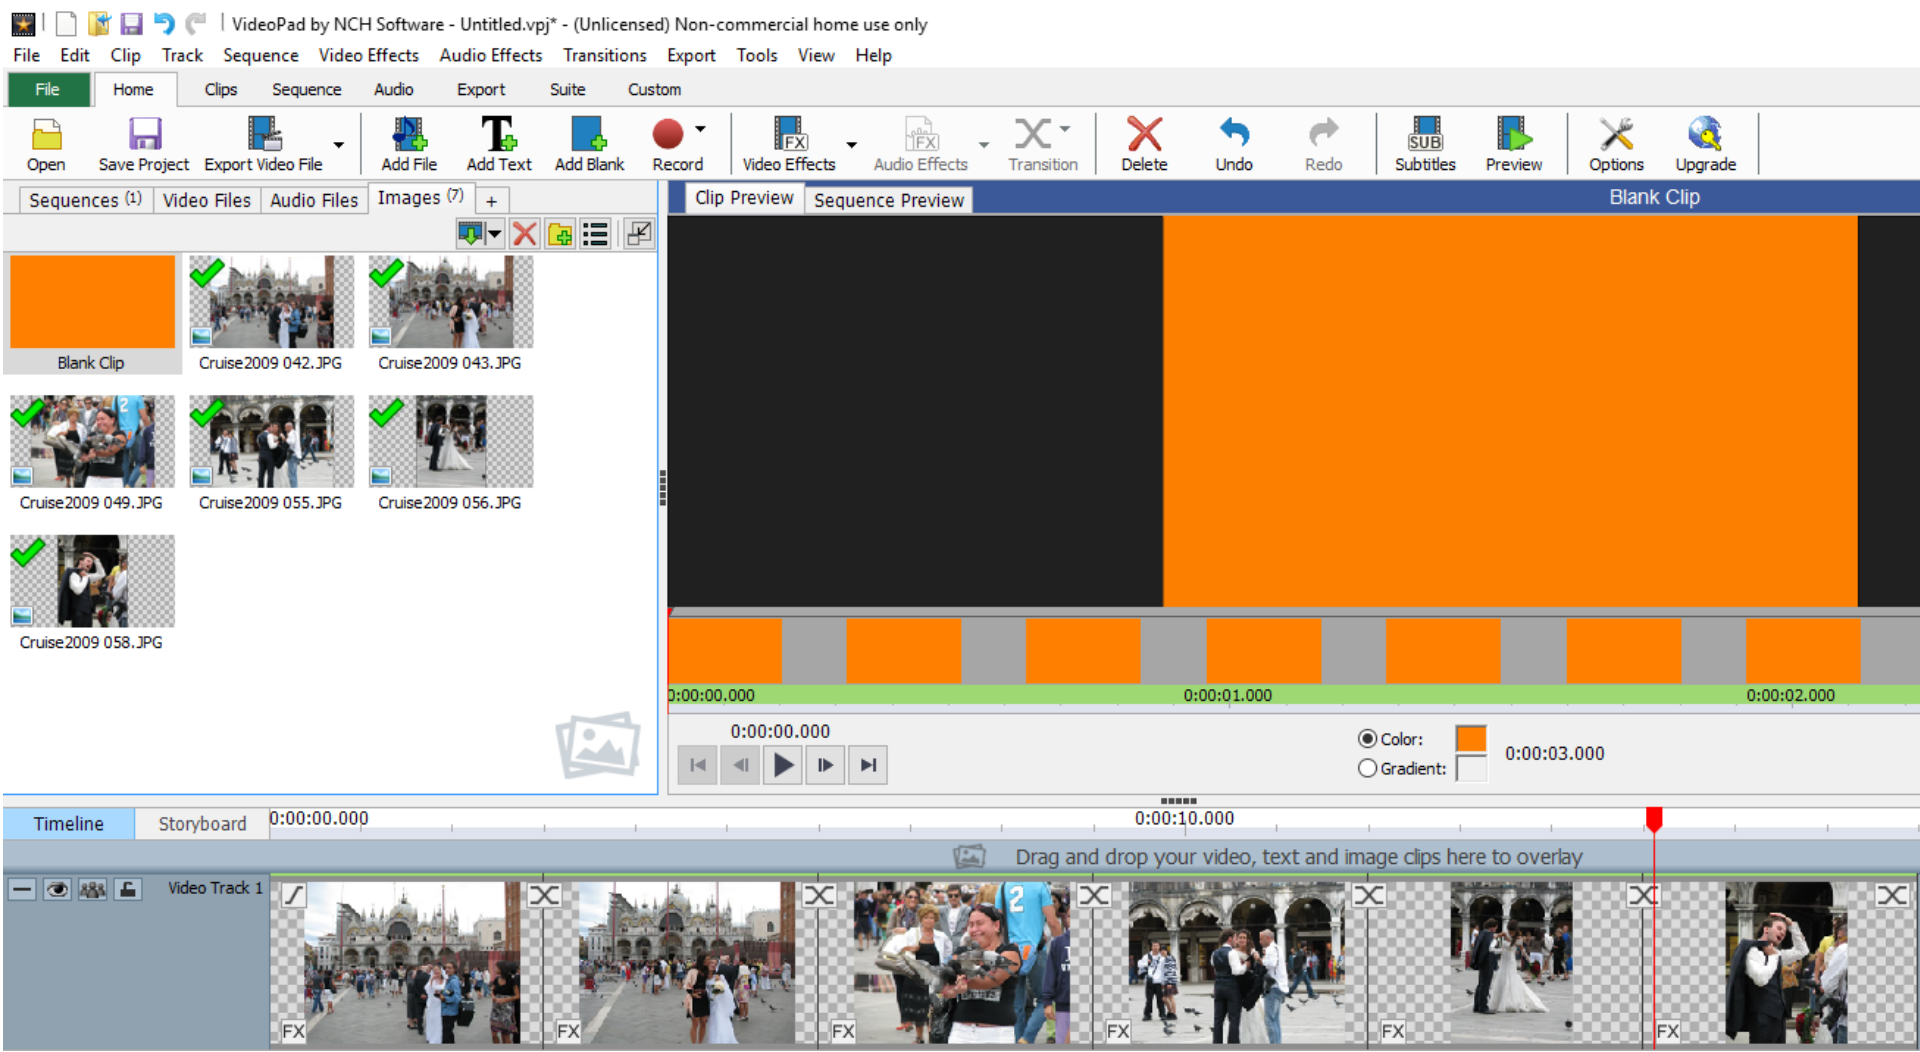 VideoPad by NCH Software - Untitled.vpj* - (Unlicensed) Non-commercial home use only
File Edit Clip Track Sequence Video Effects Audio Effects Transitions Export Tools View Help
File Home Clips Sequence Audio Export Suite Custom
Open Save Project Export Video File Add File Add Text Add Blank Record Video Effects Audio Effects Transition Delete Undo Redo Subtitles Preview Options Upgrade
Sequences (1) Video Files Audio Files Images (7) +
Clip Preview Sequence Preview Blank Clip
Blank Clip Cruise2009 042.JPG Cruise2009 043.JPG
Cruise2009 049.JPG Cruise2009 055.JPG Cruise2009 056.JPG
Cruise2009 058.JPG
0:00:00.000 0:00:01.000 0:00:02.000
0:00:00.000
Color:
Gradient:
0:00:03.000
Timeline Storyboard 0:00:00.000 0:00:10.000
Drag and drop your video, text and image clips here to overlay
Video Track 1
2
FX FX FX FX FX FX